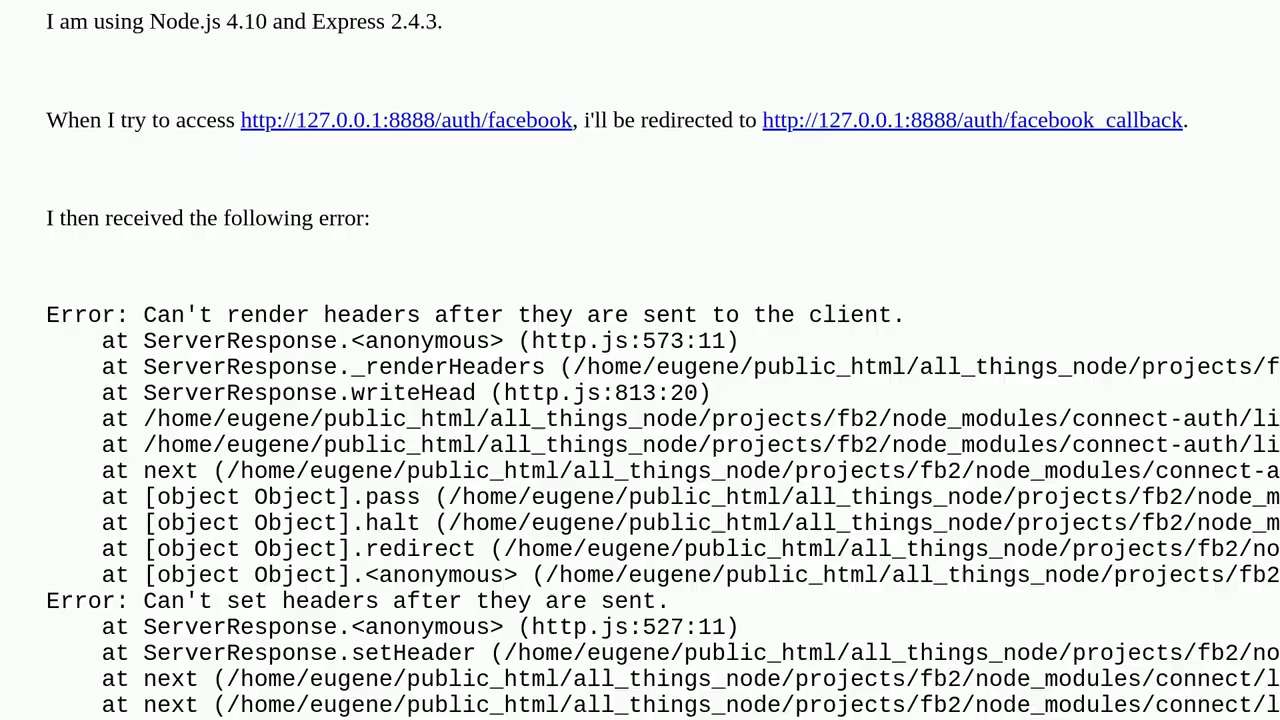 I am using Node.js 4.10 and Express 2.4.3.
When I try to access http://127.0.0.1:8888/auth/facebook, i'll be redirected to http://127.0.0.1:8888/auth/facebook_callback.
I then received the following error:
Error: Can't render headers after they are sent to the client.
    at ServerResponse.<anonymous> (http.js:573:11)
    at ServerResponse._renderHeaders (/home/eugene/public_html/all_things_node/projects/f
    at ServerResponse.writeHead (http.js:813:20)
    at /home/eugene/public_html/all_things_node/projects/fb2/node_modules/connect-auth/li
    at /home/eugene/public_html/all_things_node/projects/fb2/node_modules/connect-auth/li
    at next (/home/eugene/public_html/all_things_node/projects/fb2/node_modules/connect-a
    at [object Object].pass (/home/eugene/public_html/all_things_node/projects/fb2/node_m
    at [object Object].halt (/home/eugene/public_html/all_things_node/projects/fb2/node_m
    at [object Object].redirect (/home/eugene/public_html/all_things_node/projects/fb2/no
    at [object Object].<anonymous> (/home/eugene/public_html/all_things_node/projects/fb2
Error: Can't set headers after they are sent.
    at ServerResponse.<anonymous> (http.js:527:11)
    at ServerResponse.setHeader (/home/eugene/public_html/all_things_node/projects/fb2/no
    at next (/home/eugene/public_html/all_things_node/projects/fb2/node_modules/connect/l
    at next (/home/eugene/public_html/all_things_node/projects/fb2/node_modules/connect/l